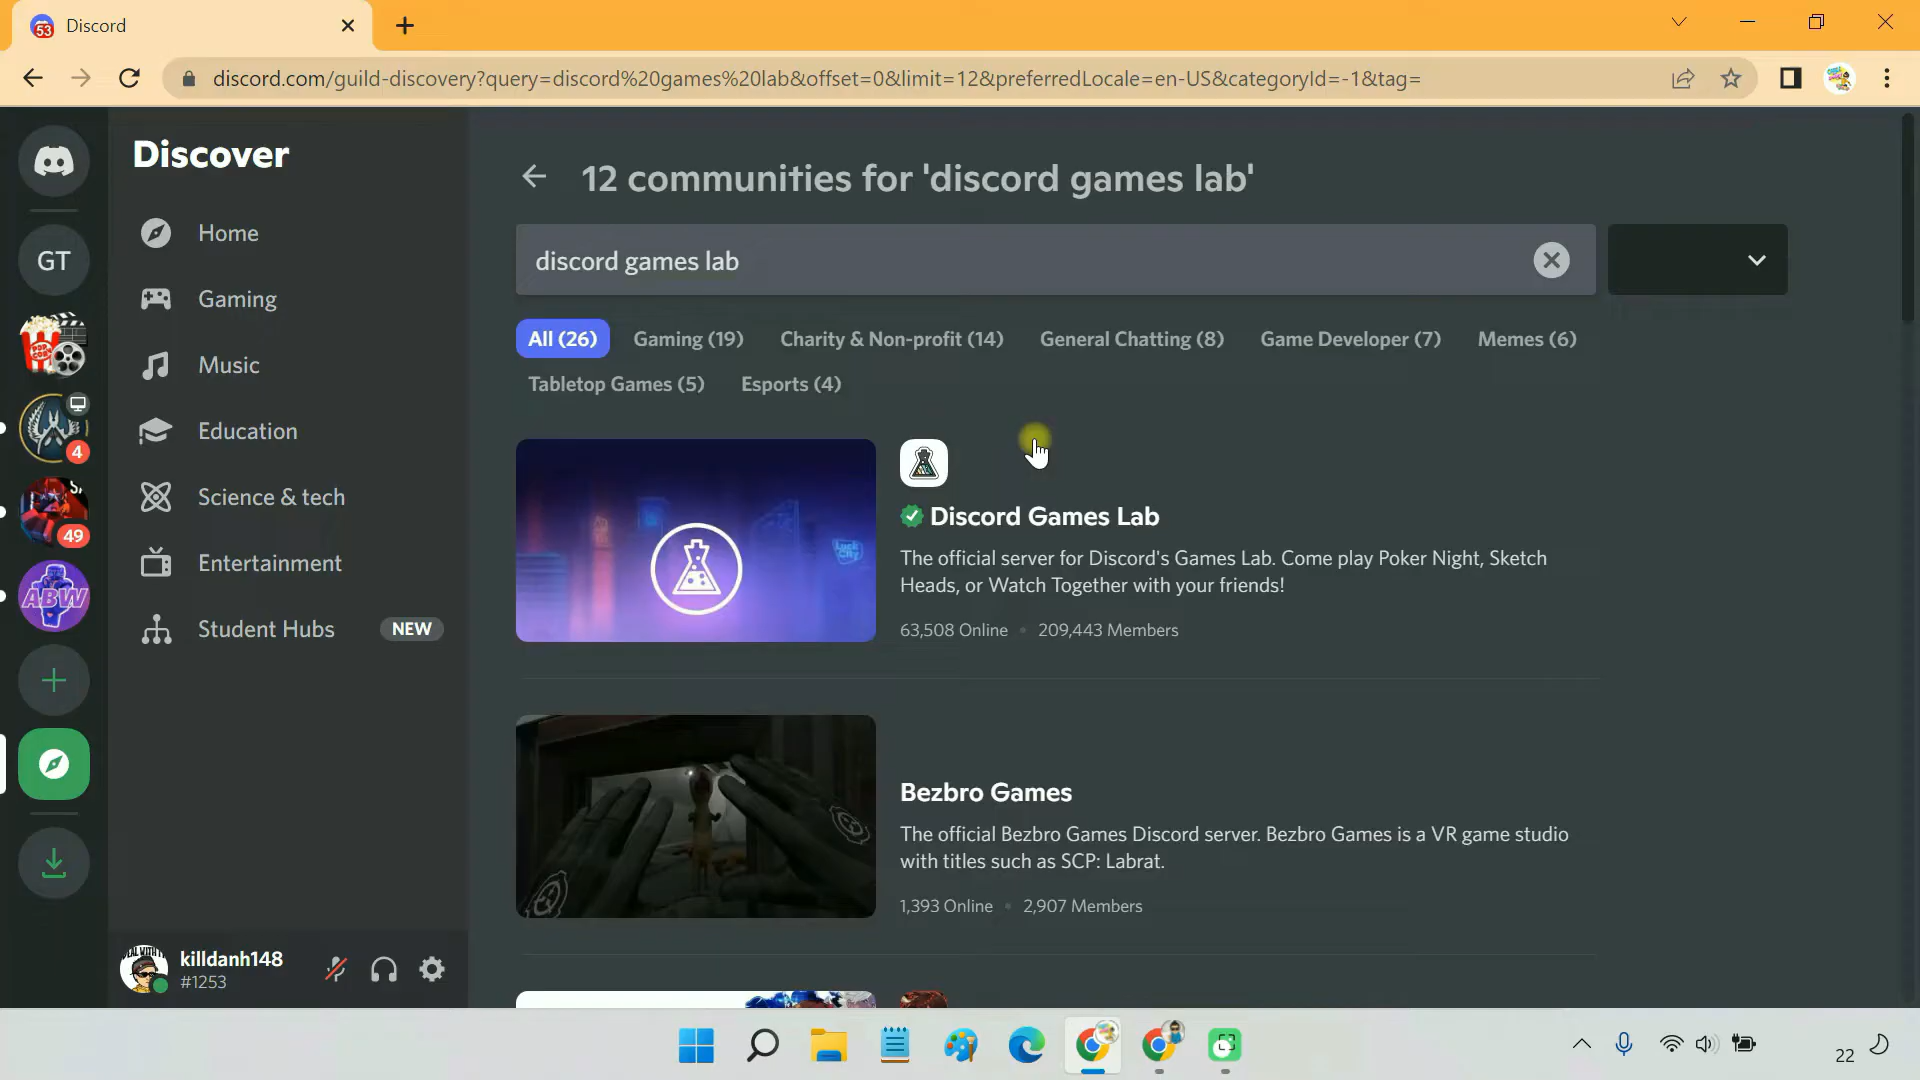 53
Discord
discord.com/guild-discovery?query=discord%20games%20lab&offset=0&limit=12&preferredLocale=en-US&categoryId=-1&tag=
Discover
12 communities for 'discord games lab'
GT
Home
discord games lab
Gaming
All (26)
Gaming (19)
Charity & Non-profit (14)
General Chatting (8)
Game Developer (7)
Memes (6)
Music
Tabletop Games (5)
Esports (4)
Education
4
Science & tech
49
Discord Games Lab
Entertainment
The official server for Discord's Games Lab. Come play Poker Night, Sketch
Heads, or Watch Together with your friends!
ABW
Student Hubs
NEW
63,508 Online
209,443 Members
Bezbro Games
The official Bezbro Games Discord server. Bezbro Games is a VR game studio
with titles such as SCP: Labrat.
1,393 Online
2,907 Members
killdanh148
#1253
22